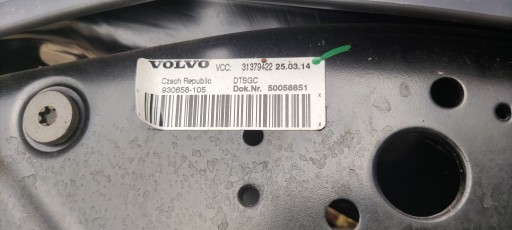 VOLVO VCC: 31379422 25.03.14
Czech Republic DTSGC
930658-105 Dok.Nr. 50058851
x
x